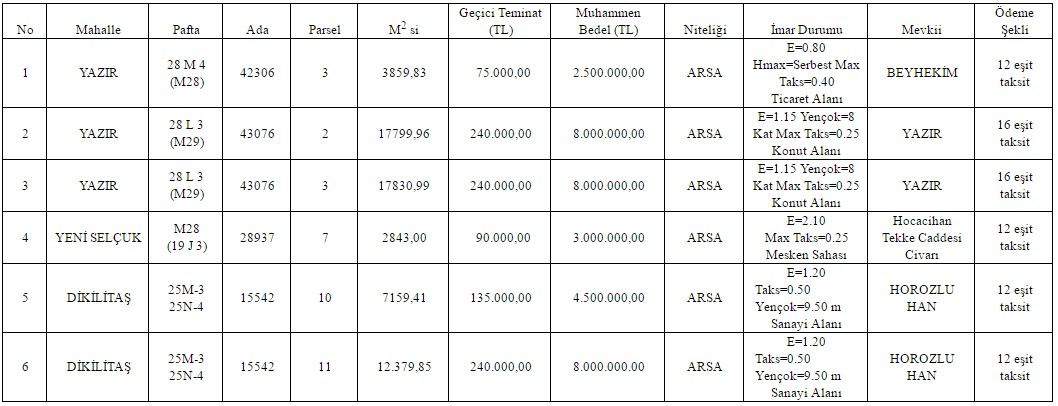 No Mahalle Pafta Ada Parsel M2 si Geçici Teminat (TL) Muhammen Bedel (TL) Niteliği İmar Durumu Mevkii Ödeme Şekli
1 YAZIR 28 M 4 (M28) 42306 3 3859,83 75.000,00 2.500.000,00 ARSA E=0.80 Hmax=Serbest Max Taks=0.40 Ticaret Alanı BEYHEKİM 12 eşit taksit
2 YAZIR 28 L 3 (M29) 43076 2 17799,96 240.000,00 8.000.000,00 ARSA E=1.15 Yençok=8 Kat Max Taks=0.25 Konut Alanı YAZIR 16 eşit taksit
3 YAZIR 28 L 3 (M29) 43076 3 17830,99 240.000,00 8.000.000,00 ARSA E=1.15 Yençok=8 Kat Max Taks=0.25 Konut Alanı YAZIR 16 eşit taksit
4 YENİ SELÇUK M28 (19 J 3) 28937 7 2843,00 90.000,00 3.000.000,00 ARSA E=2.10 Max Taks=0.25 Mesken Sahası Hocacihan Tekke Caddesi Civarı 12 eşit taksit
5 DİKİLİTAŞ 25M-3 25N-4 15542 10 7159,41 135.000,00 4.500.000,00 ARSA E=1.20 Taks=0.50 Yençok=9.50 m Sanayi Alanı HOROZLU HAN 12 eşit taksit
6 DİKİLİTAŞ 25M-3 25N-4 15542 11 12.379,85 240.000,00 8.000.000.00 ARSA E=1.20 Taks=0.50 Yençok=9.50 m Sanayi Alanı HOROZLU HAN 12 eşit taksit